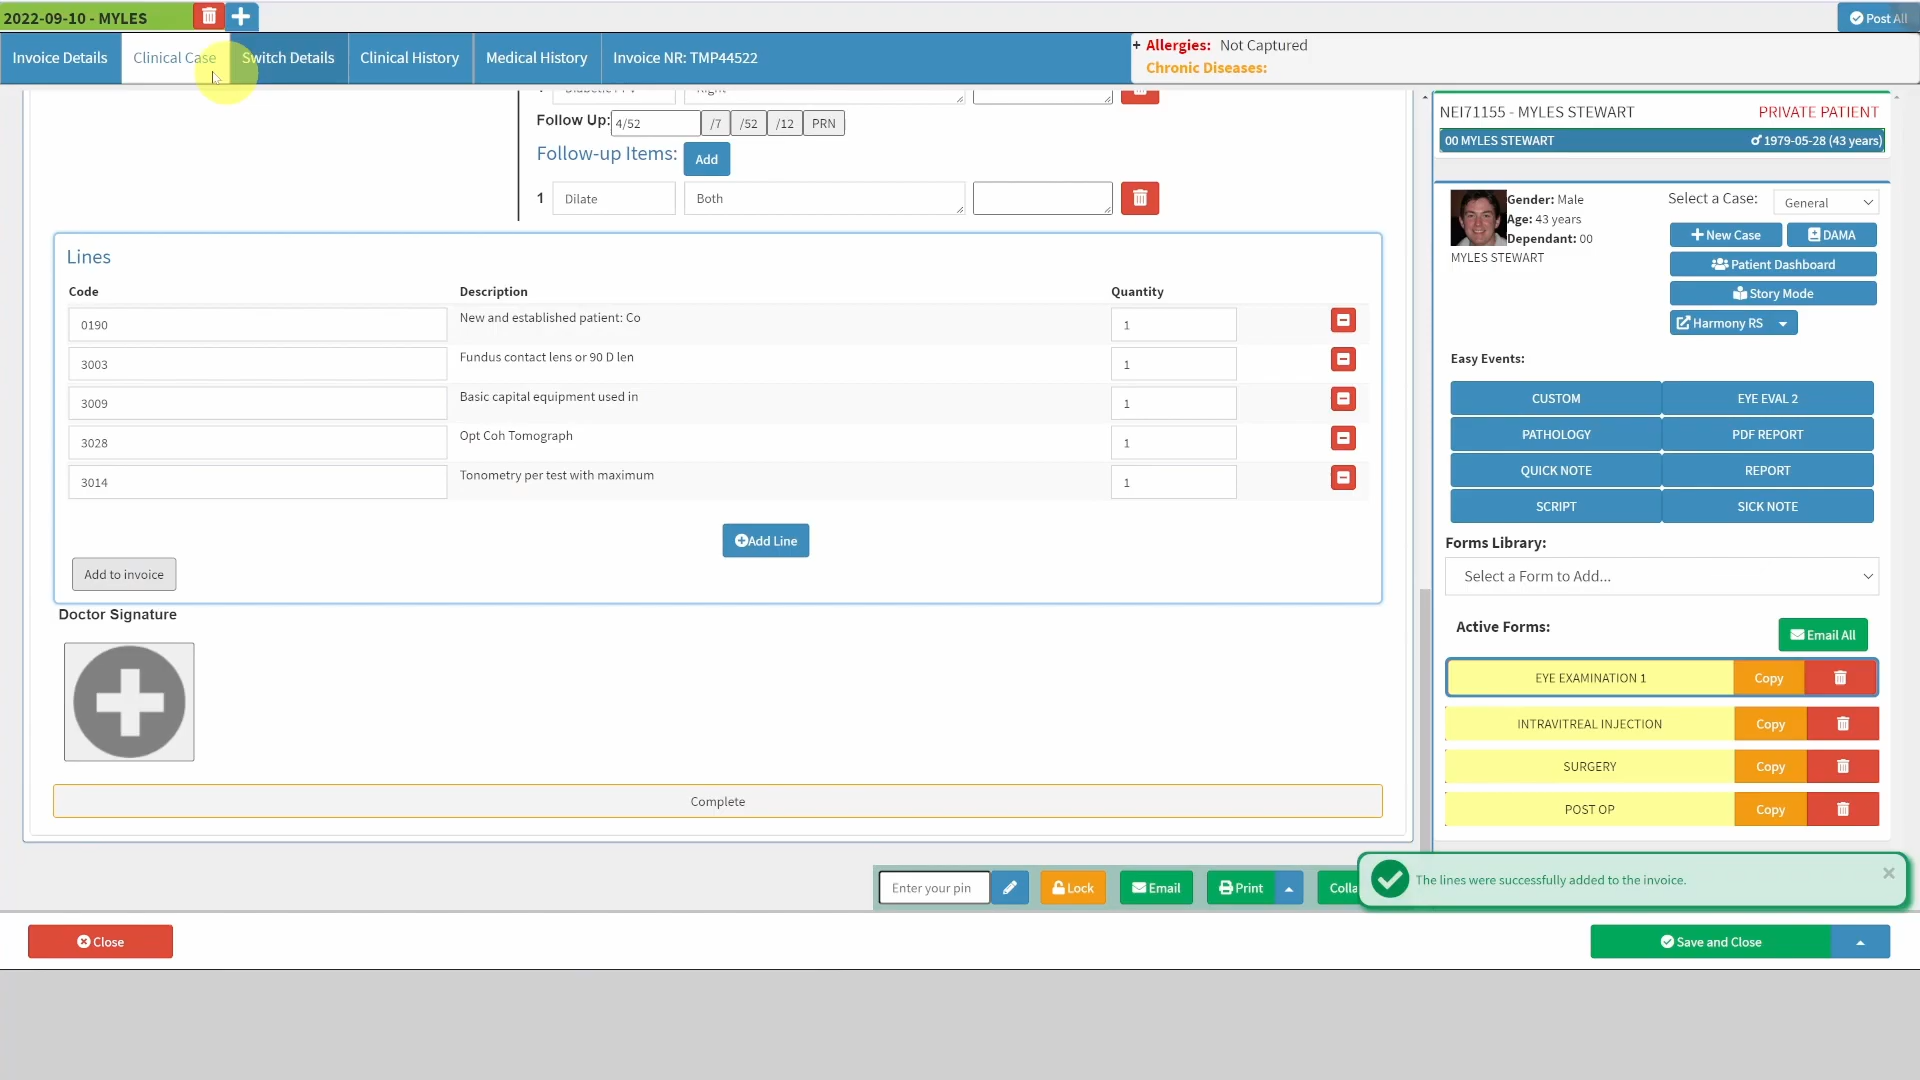 2022-09-10 - MYLES
Post All
Invoice Details
Clinical Case
Switch Details
Clinical History
Medical History
Invoice NR: TMP44522
+ Allergies: Not Captured
Chronic Diseases:
Follow Up: 4/52 /7 /52 /12 PRN
Follow-up Items: Add
1 Dilate Both
Lines
Code Description Quantity
0190 New and established patient: Co 1
3003 Fundus contact lens or 90 D len 1
3009 Basic capital equipment used in 1
3028 Opt Coh Tomograph 1
3014 Tonometry per test with maximum 1
Add Line
Add to invoice
Doctor Signature
Complete
Enter your pin
Lock
Email
Print
Colla
Close
NEI71155 - MYLES STEWART PRIVATE PATIENT
00 MYLES STEWART 1979-05-28 (43 years)
Gender: Male
Age: 43 years
Dependant: 00
MYLES STEWART
Select a Case: General
New Case
DAMA
Patient Dashboard
Story Mode
Harmony RS
Easy Events:
CUSTOM EYE EVAL 2
PATHOLOGY PDF REPORT
QUICK NOTE REPORT
SCRIPT SICK NOTE
Forms Library:
Select a Form to Add...
Active Forms:
Email All
EYE EXAMINATION 1 Copy
INTRAVITREAL INJECTION Copy
SURGERY Copy
POST OP Copy
The lines were successfully added to the invoice.
Save and Close